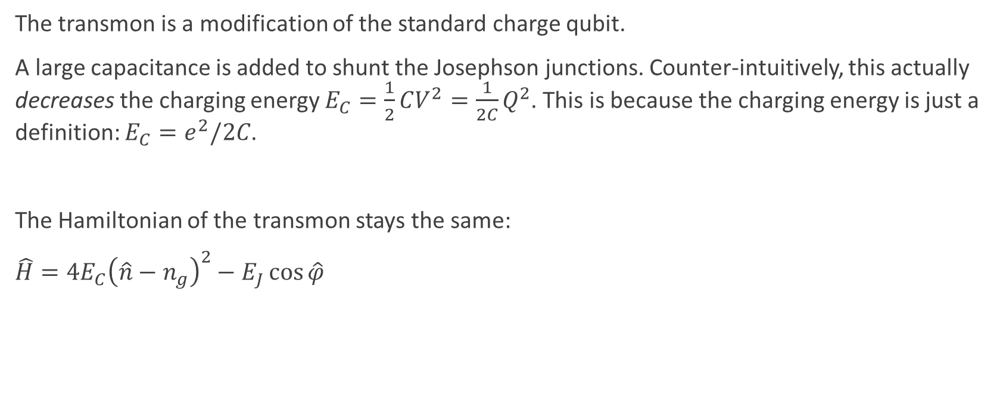 The transmon is a modification of the standard charge qubit.
A large capacitance is added to shunt the Josephson junctions. Counter-intuitively, this actually
decreases the charging energy $E_C = \frac{1}{2}CV^2 = \frac{1}{2C}Q^2$. This is because the charging energy is just a
definition: $E_C = e^2/2C$.
The Hamiltonian of the transmon stays the same:
$\hat{H} = 4E_C(\hat{n} - n_g)^2 - E_J \cos \hat{\varphi}$